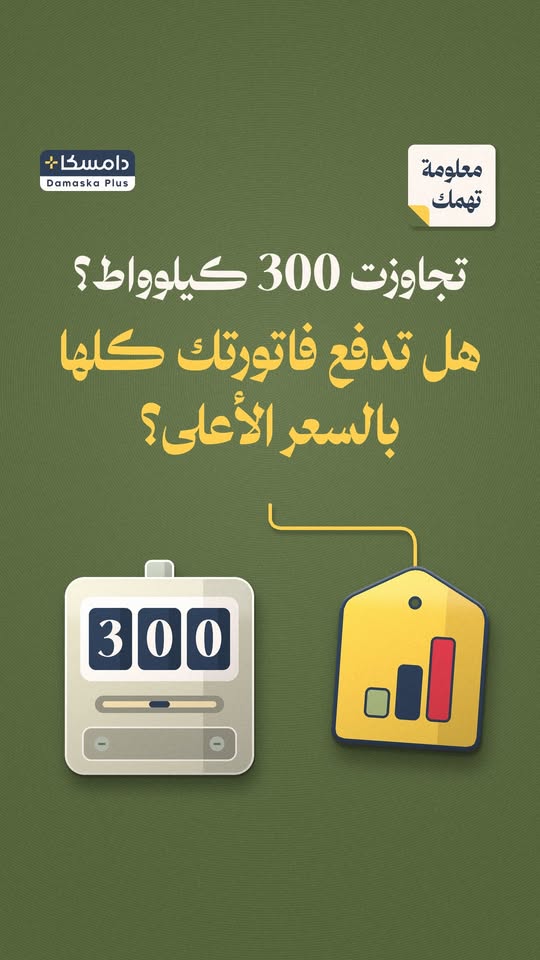 معلومة
تهمك
دامسكا+
Damaska Plus
تجاوزت 300 كيلوواط؟
هل تدفع فاتورتك كلها
بالسعر الأعلى؟
300